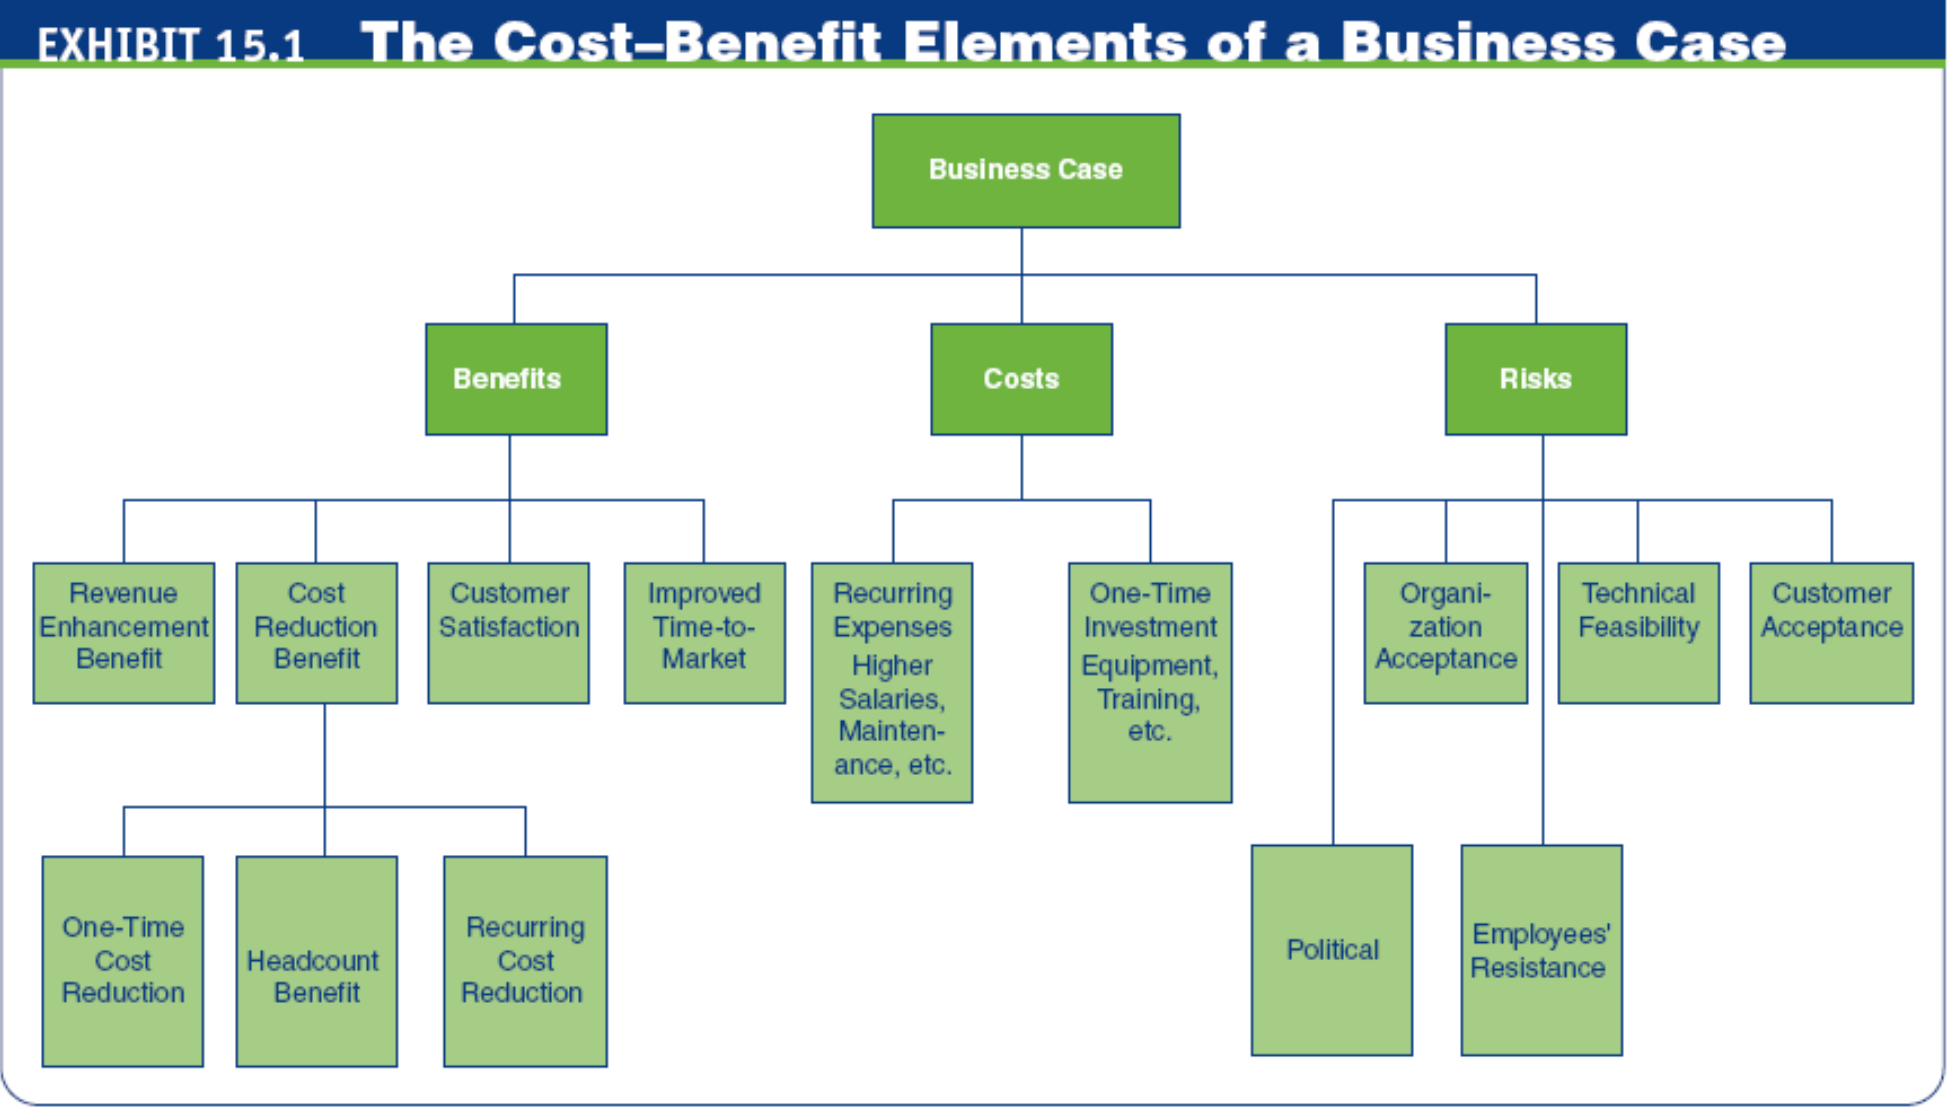 EXHIBIT 15.1 The Cost–Benefit Elements of a Business Case
Business Case
Benefits
Costs
Risks
Revenue
Enhancement
Benefit
Cost
Reduction
Benefit
Customer
Satisfaction
Improved
Time-to-
Market
Recurring
Expenses
Higher
Salaries,
Mainten-
ance, etc.
One-Time
Investment
Equipment,
Training,
etc.
Organi-
zation
Acceptance
Technical
Feasibility
Customer
Acceptance
One-Time
Cost
Reduction
Headcount
Benefit
Recurring
Cost
Reduction
Political
Employees'
Resistance